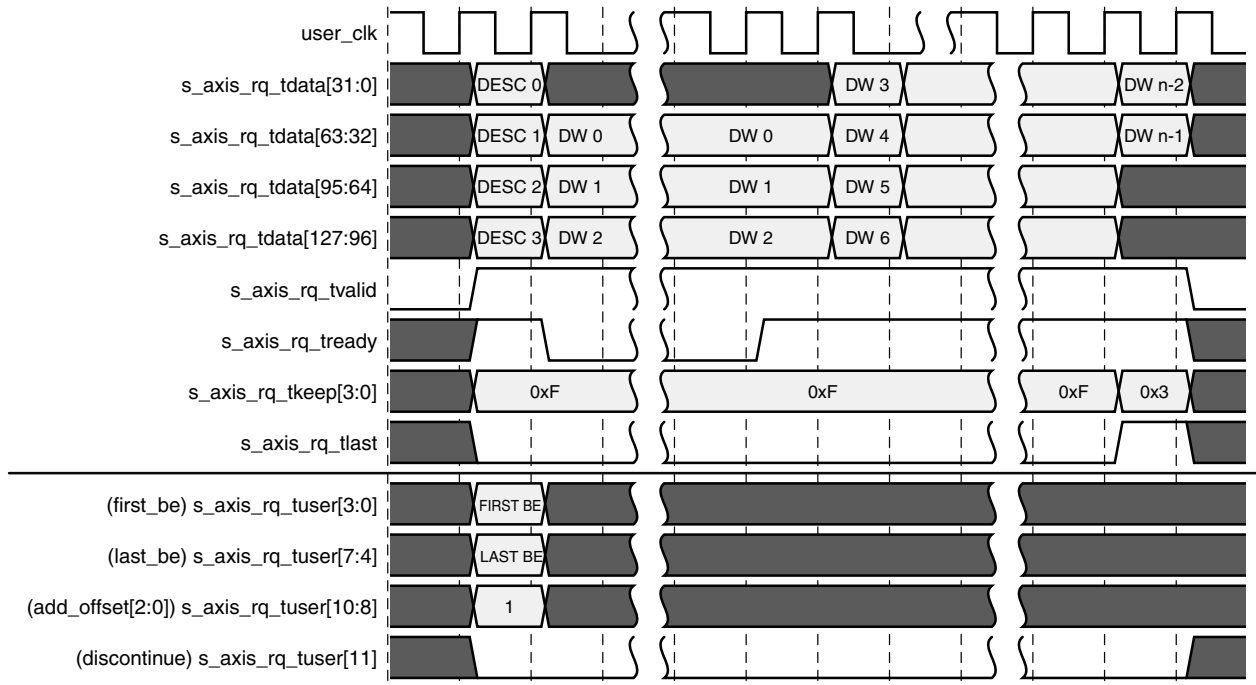 user_clk
s_axis_rq_tdata[31:0] DESC 0 DW 3 DW n-2
s_axis_rq_tdata[63:32] DESC 1 DW 0 DW 0 DW 4 DW n-1
s_axis_rq_tdata[95:64] DESC 2 DW 1 DW 1 DW 5
s_axis_rq_tdata[127:96] DESC 3 DW 2 DW 2 DW 6
s_axis_rq_tvalid
s_axis_rq_tready
s_axis_rq_tkeep[3:0] 0xF 0xF 0xF 0x3
s_axis_rq_tlast
(first_be) s_axis_rq_tuser[3:0] FIRST BE
(last_be) s_axis_rq_tuser[7:4] LAST BE
(add_offset[2:0]) s_axis_rq_tuser[10:8] 1
(discontinue) s_axis_rq_tuser[11]